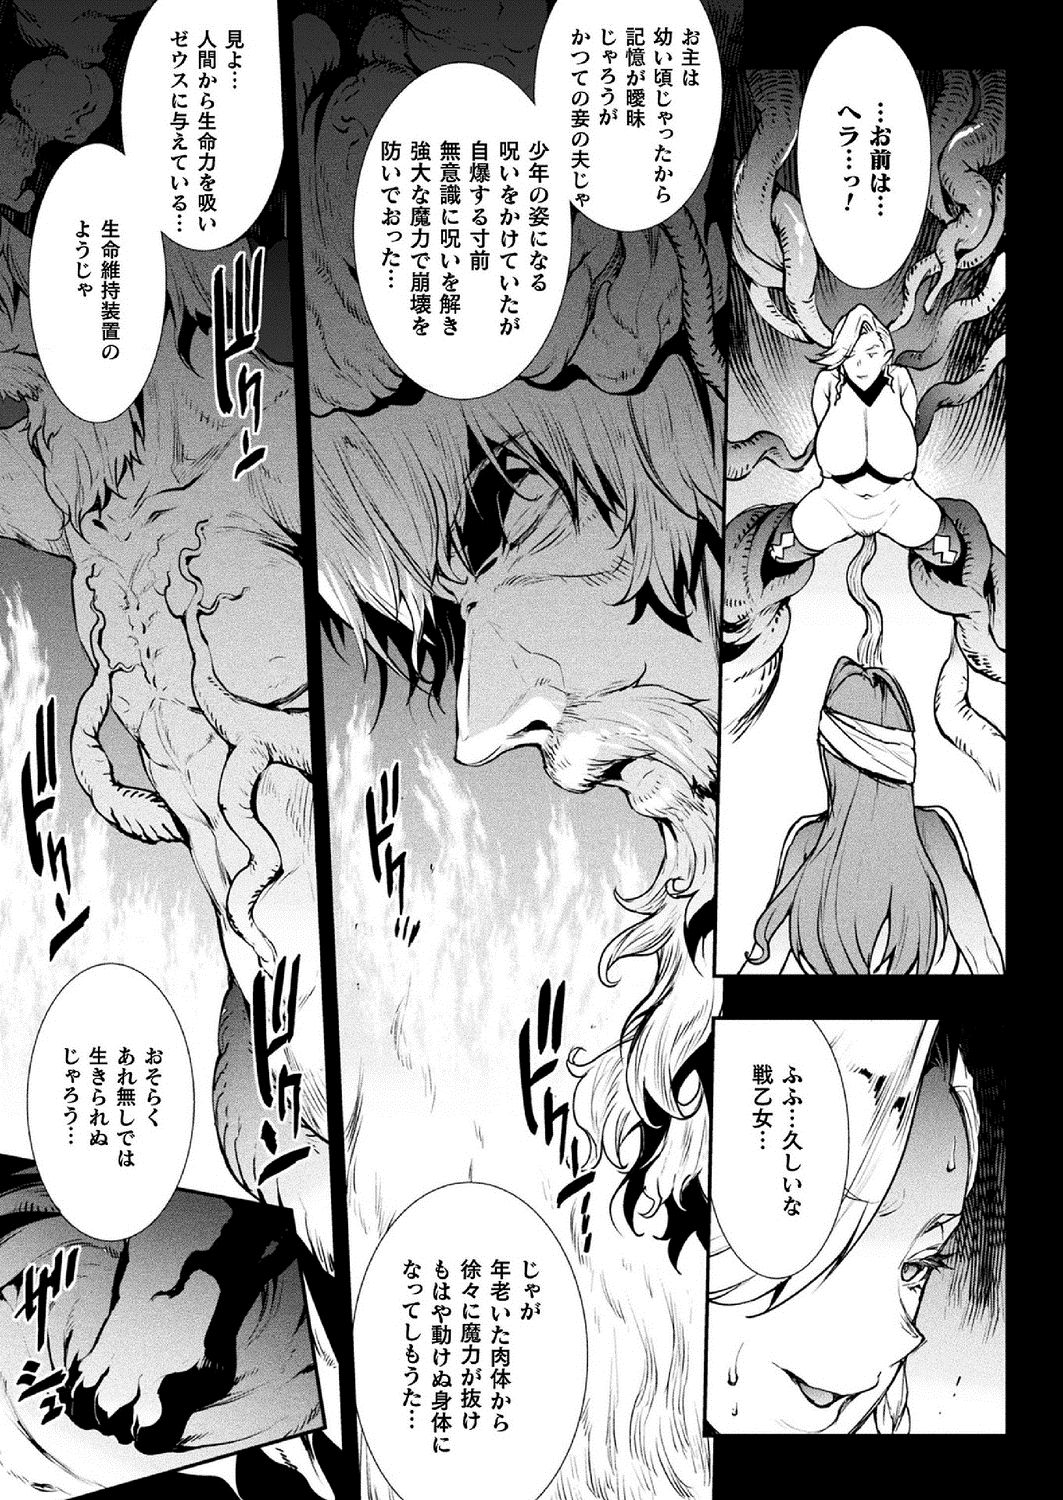 …お前は…
ヘラ…っ！
ふふ…久しいな
戦乙女…
お主は
幼い頃じゃったから
記憶が曖昧
じゃろうが
かつての妾の夫じゃ
少年の姿になる
呪いをかけていたが
自爆する寸前
無意識に呪いを解き
強大な魔力で崩壊を
防いでおった…
じゃが
年老いた肉体から
徐々に魔力が抜け
もはや動けぬ身体に
なってしもうた…
ドクン
ドクン
見よ…
人間から生命力を吸い
ゼウスに与えている…
生命維持装置の
ようじゃ
ドクン
ドクン
ドクン
おそらく
あれ無しでは
生きられぬ
じゃろう…